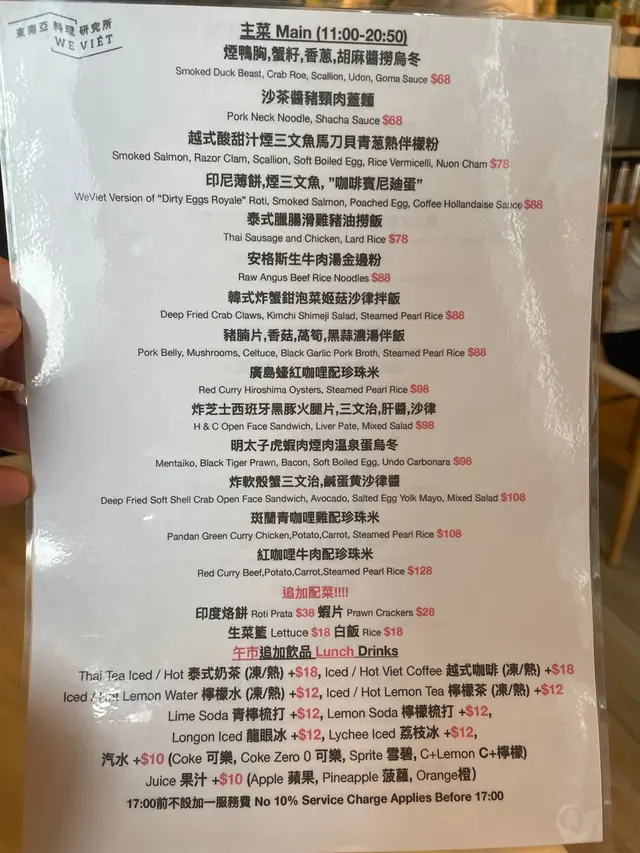 東南亞 料理 研究所
WE VIÉT
主菜 Main (11:00-20:50)
煙鴨胸,蟹籽,香蔥,胡麻醬撈烏冬
Smoked Duck Beast, Crab Roe, Scallion, Udon, Goma Sauce $68
沙茶醬豬頸肉蓋麵
Pork Neck Noodle, Shacha Sauce $68
越式酸甜汁煙三文魚馬刀貝青葱熱伴檬粉
Smoked Salmon, Razor Clam, Scallion, Soft Boiled Egg, Rice Vermicelli, Nuon Cham $78
印尼薄餅,煙三文魚, ”咖啡賓尼廸蛋”
WeViet Version of "Dirty Eggs Royale" Roti, Smoked Salmon, Poached Egg, Coffee Hollandaise Sauce $88
泰式臘腸滑雞豬油撈飯
Thai Sausage and Chicken, Lard Rice $78
安格斯生牛肉湯金邊粉
Raw Angus Beef Rice Noodles $88
韓式炸蟹鉗泡菜姬菇沙律拌飯
Deep Fried Crab Claws, Kimchi Shimeji Salad, Steamed Pearl Rice $88
豬腩片,香菇,萵筍,黑蒜濃湯伴飯
Pork Belly, Mushrooms, Celtuce, Black Garlic Pork Broth, Steamed Pearl Rice $88
廣島蠔紅咖哩配珍珠米
Red Curry Hiroshima Oysters, Steamed Pearl Rice $98
炸芝士西班牙黑豚火腿片,三文治,肝醬,沙律
H & C Open Face Sandwich, Liver Pate, Mixed Salad $98
明太子虎蝦肉煙肉温泉蛋烏冬
Mentaiko, Black Tiger Prawn, Bacon, Soft Boiled Egg, Undo Carbonara $98
炸軟殼蟹三文治,鹹蛋黄沙律醬
Deep Fried Soft Shell Crab Open Face Sandwich, Avocado, Salted Egg Yolk Mayo, Mixed Salad $108
斑蘭青咖哩雞配珍珠米
Pandan Green Curry Chicken,Potato,Carrot, Steamed Pearl Rice $108
紅咖哩牛肉配珍珠米
Red Curry Beef,Potato,Carrot,Steamed Pearl Rice $128
追加配菜!!!!
印度烙餅 Roti Prata $38 蝦片 Prawn Crackers $28
生菜籃 Lettuce $18 白飯 Rice $18
午市追加飲品 Lunch Drinks
Thai Tea Iced / Hot 泰式奶茶 (凍/熱) +$18, Iced / Hot Viet Coffee 越式咖啡 (凍/熱) +$18
Iced / Hot Lemon Water 檸檬水 (凍/熱) +$12, Iced / Hot Lemon Tea 檸檬茶 (凍/熱) +$12
Lime Soda 青檸梳打 +$12, Lemon Soda 檸檬梳打 +$12,
Longon Iced 龍眼冰 +$12, Lychee Iced 荔枝冰 +$12,
汽水 +$10 (Coke 可樂, Coke Zero 0 可樂, Sprite 雪碧, C+Lemon C+檸檬)
Juice 果汁 +$10 (Apple 蘋果, Pineapple 菠蘿, Orange橙)
17:00前不設加一服務費 No 10% Service Charge Applies Before 17:00